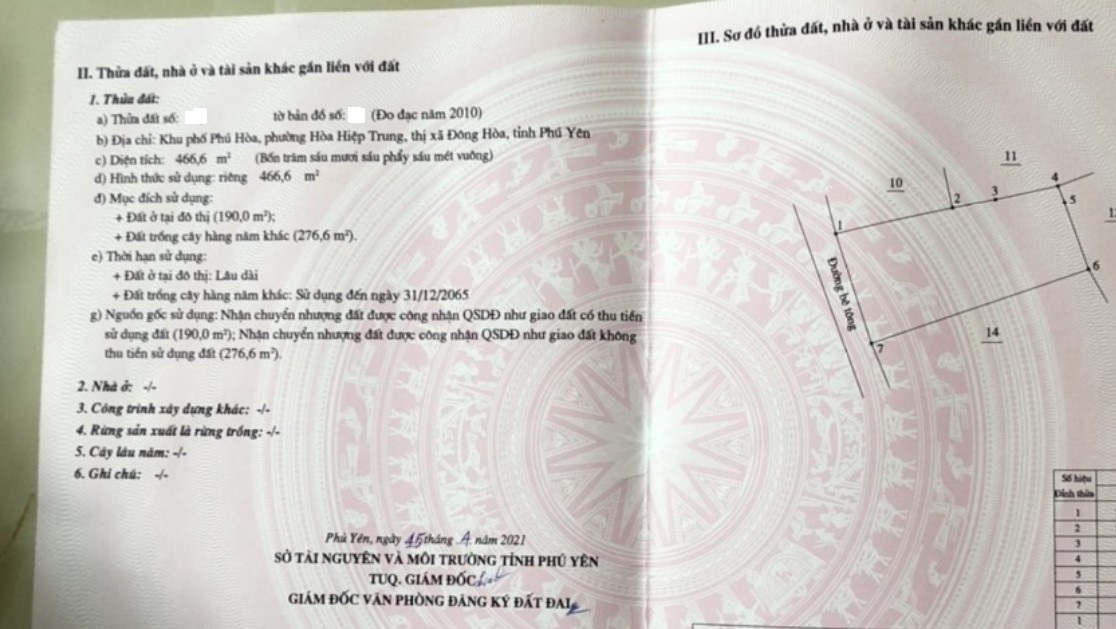 II. Thửa đất, nhà ở và tài sản khác gắn liền với đất
1. Thửa đất:
a) Thửa đất số: tờ bản đồ số: (Đo đạc năm 2010)
b) Địa chỉ: Khu phố Phú Hòa, phường Hòa Hiệp Trung, thị xã Đông Hòa, tỉnh Phú Yên
c) Diện tích: 466,6 m² (Bốn trăm sáu mươi sáu phẩy sáu mét vuông)
d) Hình thức sử dụng: riêng 466,6 m²
đ) Mục đích sử dụng:
+ Đất ở tại đô thị (190,0 m²);
+ Đất trồng cây hàng năm khác (276,6 m²).
e) Thời hạn sử dụng:
+ Đất ở tại đô thị: Lâu dài
+ Đất trồng cây hàng năm khác: Sử dụng đến ngày 31/12/2065
g) Nguồn gốc sử dụng: Nhận chuyển nhượng đất được công nhận QSDĐ như giao đất có thu tiền
sử dụng đất (190,0 m²); Nhận chuyển nhượng đất được công nhận QSDĐ như giao đất không
thu tiền sử dụng đất (276,6 m²).
2. Nhà ở: -/-
3. Công trình xây dựng khác: -/-
4. Rừng sản xuất là rừng trồng: -/-
5. Cây lâu năm: -/-
6. Ghi chú: -/-
Phú Yên, ngày 15 tháng 4 năm 2021
SỞ TÀI NGUYÊN VÀ MÔI TRƯỜNG TỈNH PHÚ YÊN
TUQ. GIÁM ĐỐC
GIÁM ĐỐC VĂN PHÒNG ĐĂNG KÝ ĐẤT ĐAI
III. Sơ đồ thửa đất, nhà ở và tài sản khác gắn liền với đất
11
10
4
3
2
5
1
6
Đường bê tông
14
7
Số hiệu
Đỉnh thửa
1
2
3
4
5
6
7
1